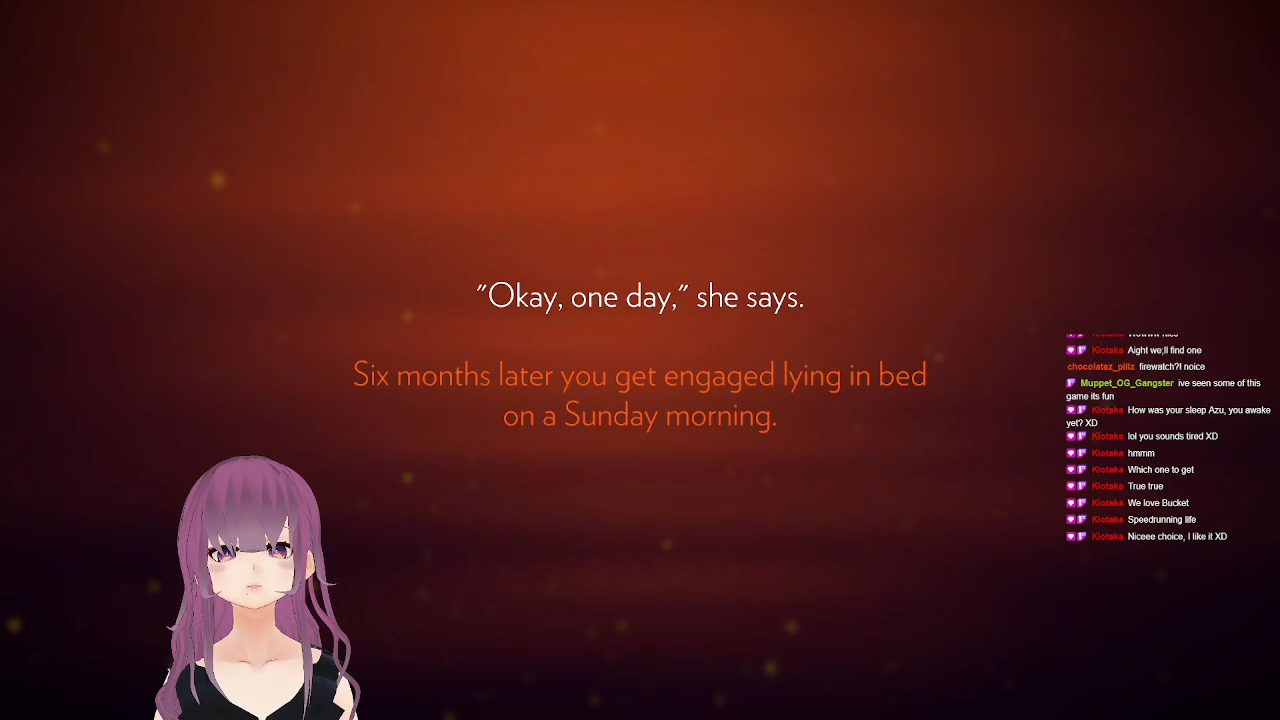 "Okay, one day," she says.
Six months later you get engaged lying in bed
on a Sunday morning.
Kiotaka Aight we;ll find one
chocolatez_pillz firewatch?I noice
Muppet_OG_Gangster ive seen some of this
game its fun
Kiotaka How was your sleep Azu, you awake
yet? XD
Kiotaka lol you sounds tired XD
Kiotaka hmmm
Kiotaka Which one to get
Kiotaka True true
Kiotaka We love Bucket
Kiotaka Speedrunning life
Kiotaka Niceee choice, I like it XD